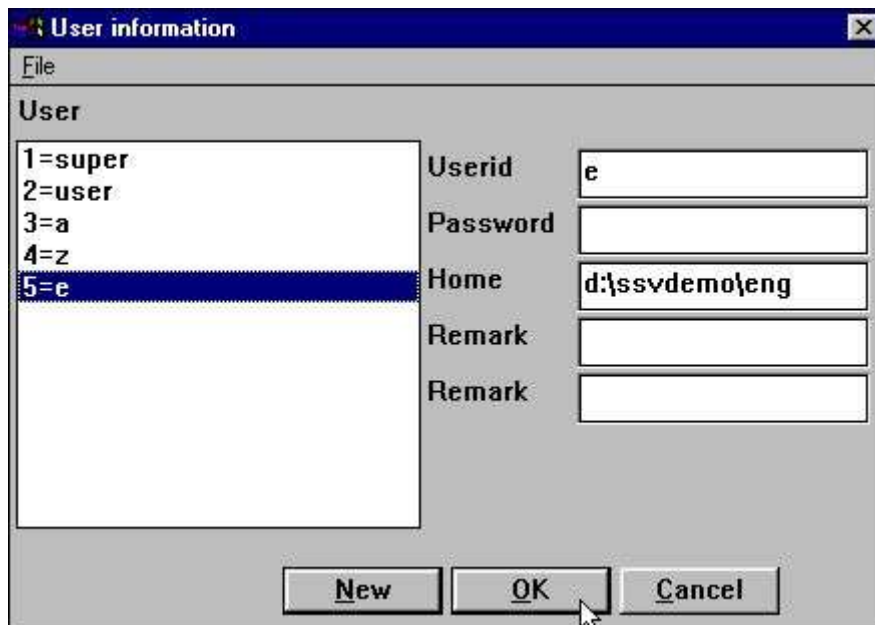 User information
File
User
1=super
2=user
3=a
4=z
5=e
Userid e
Password
Home d:\ssvdemo\eng
Remark
Remark
New OK Cancel